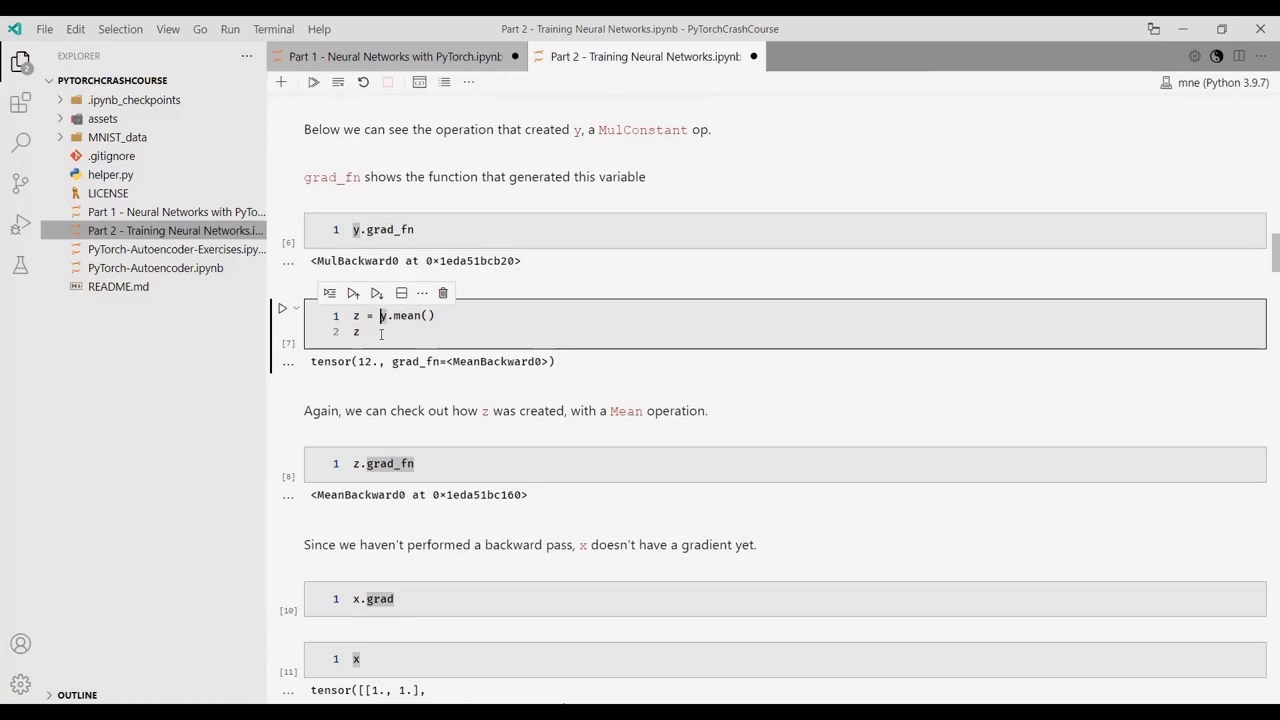 File Edit Selection View Go Run Terminal Help
Part 2 - Training Neural Networks.ipynb - PyTorchCrashCourse
EXPLORER
PYTORCHCRASHCOURSE
.ipynb_checkpoints
assets
MNIST_data
.gitignore
helper.py
LICENSE
Part 1 - Neural Networks with PyTo...
Part 2 - Training Neural Networks.i...
PyTorch-Autoencoder-Exercises.ipy...
PyTorch-Autoencoder.ipynb
README.md
OUTLINE
Part 1 - Neural Networks with PyTorch.ipynb
Part 2 - Training Neural Networks.ipynb
mne (Python 3.9.7)
Below we can see the operation that created y, a MulConstant op.
grad_fn shows the function that generated this variable
1 y.grad_fn
[6]
<MulBackward0 at 0×1eda51bcb20>
1 z = y.mean()
2 z
[7]
tensor(12., grad_fn=<MeanBackward0>)
Again, we can check out how z was created, with a Mean operation.
1 z.grad_fn
[8]
<MeanBackward0 at 0×1eda51bc160>
Since we haven't performed a backward pass, x doesn't have a gradient yet.
1 x.grad
[10]
1 x
[11]
tensor([[1., 1.],